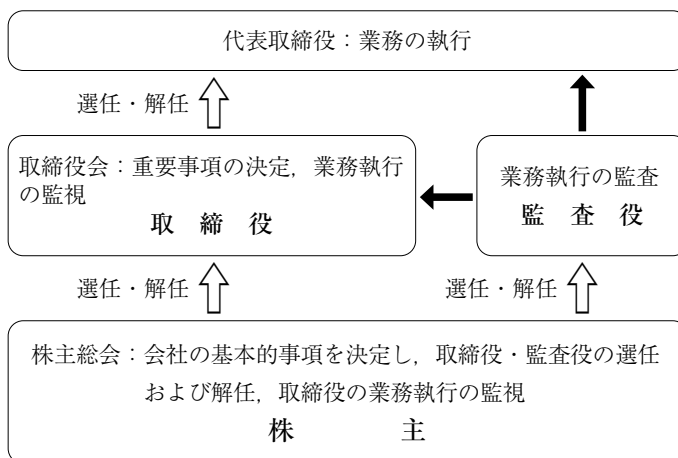 代表取締役：業務の執行
選任・解任
取締役会：重要事項の決定，業務執行
の監視
取　締　役
業務執行の監査
監　査　役
選任・解任
選任・解任
株主総会：会社の基本的事項を決定し，取締役・監査役の選任
および解任，取締役の業務執行の監視
株　　　主